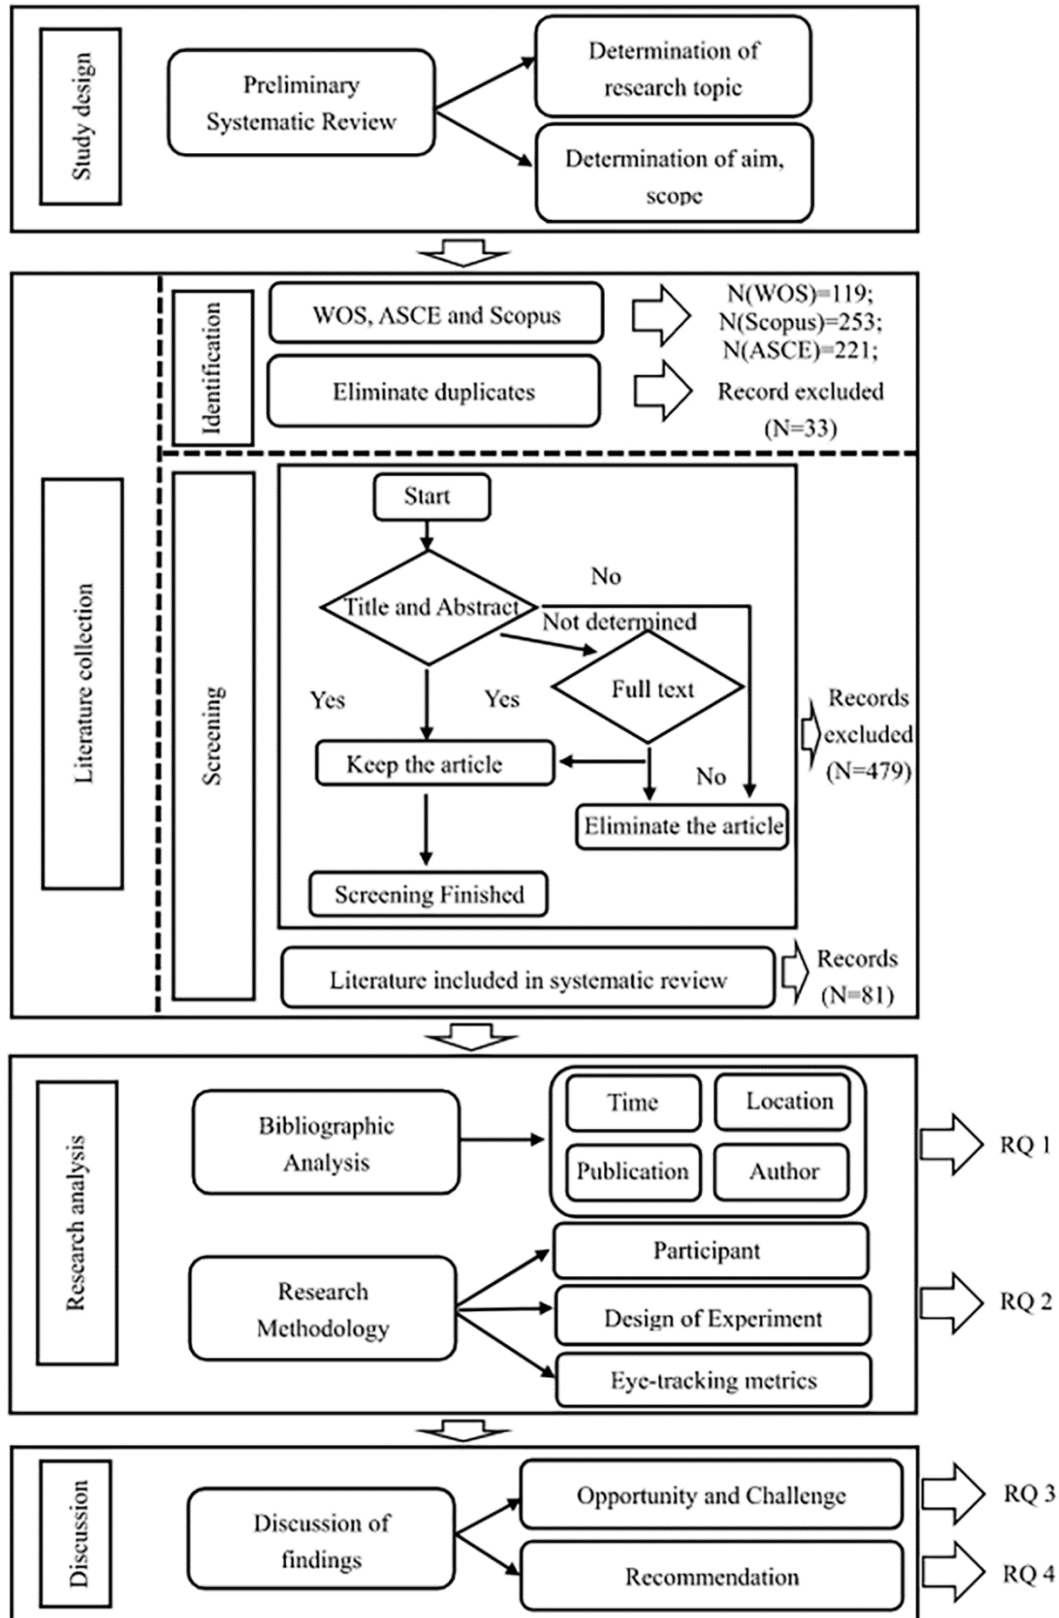 Study design
Preliminary
Systematic Review
Determination of
research topic
Determination of aim,
scope
Literature collection
Identification
WOS, ASCE and Scopus
N(WOS)=119;
N(Scopus)=253;
N(ASCE)=221;
Eliminate duplicates
Record excluded
(N=33)
Screening
Start
Title and Abstract
No
Not determined
Full text
Yes
Yes
Keep the article
No
Eliminate the article
Screening Finished
Records
excluded
(N=479)
Literature included in systematic review
Records
(N=81)
Research analysis
Bibliographic
Analysis
Time
Location
Publication
Author
RQ 1
Research
Methodology
Participant
Design of Experiment
Eye-tracking metrics
RQ 2
Discussion
Discussion of
findings
Opportunity and Challenge
RQ 3
Recommendation
RQ 4